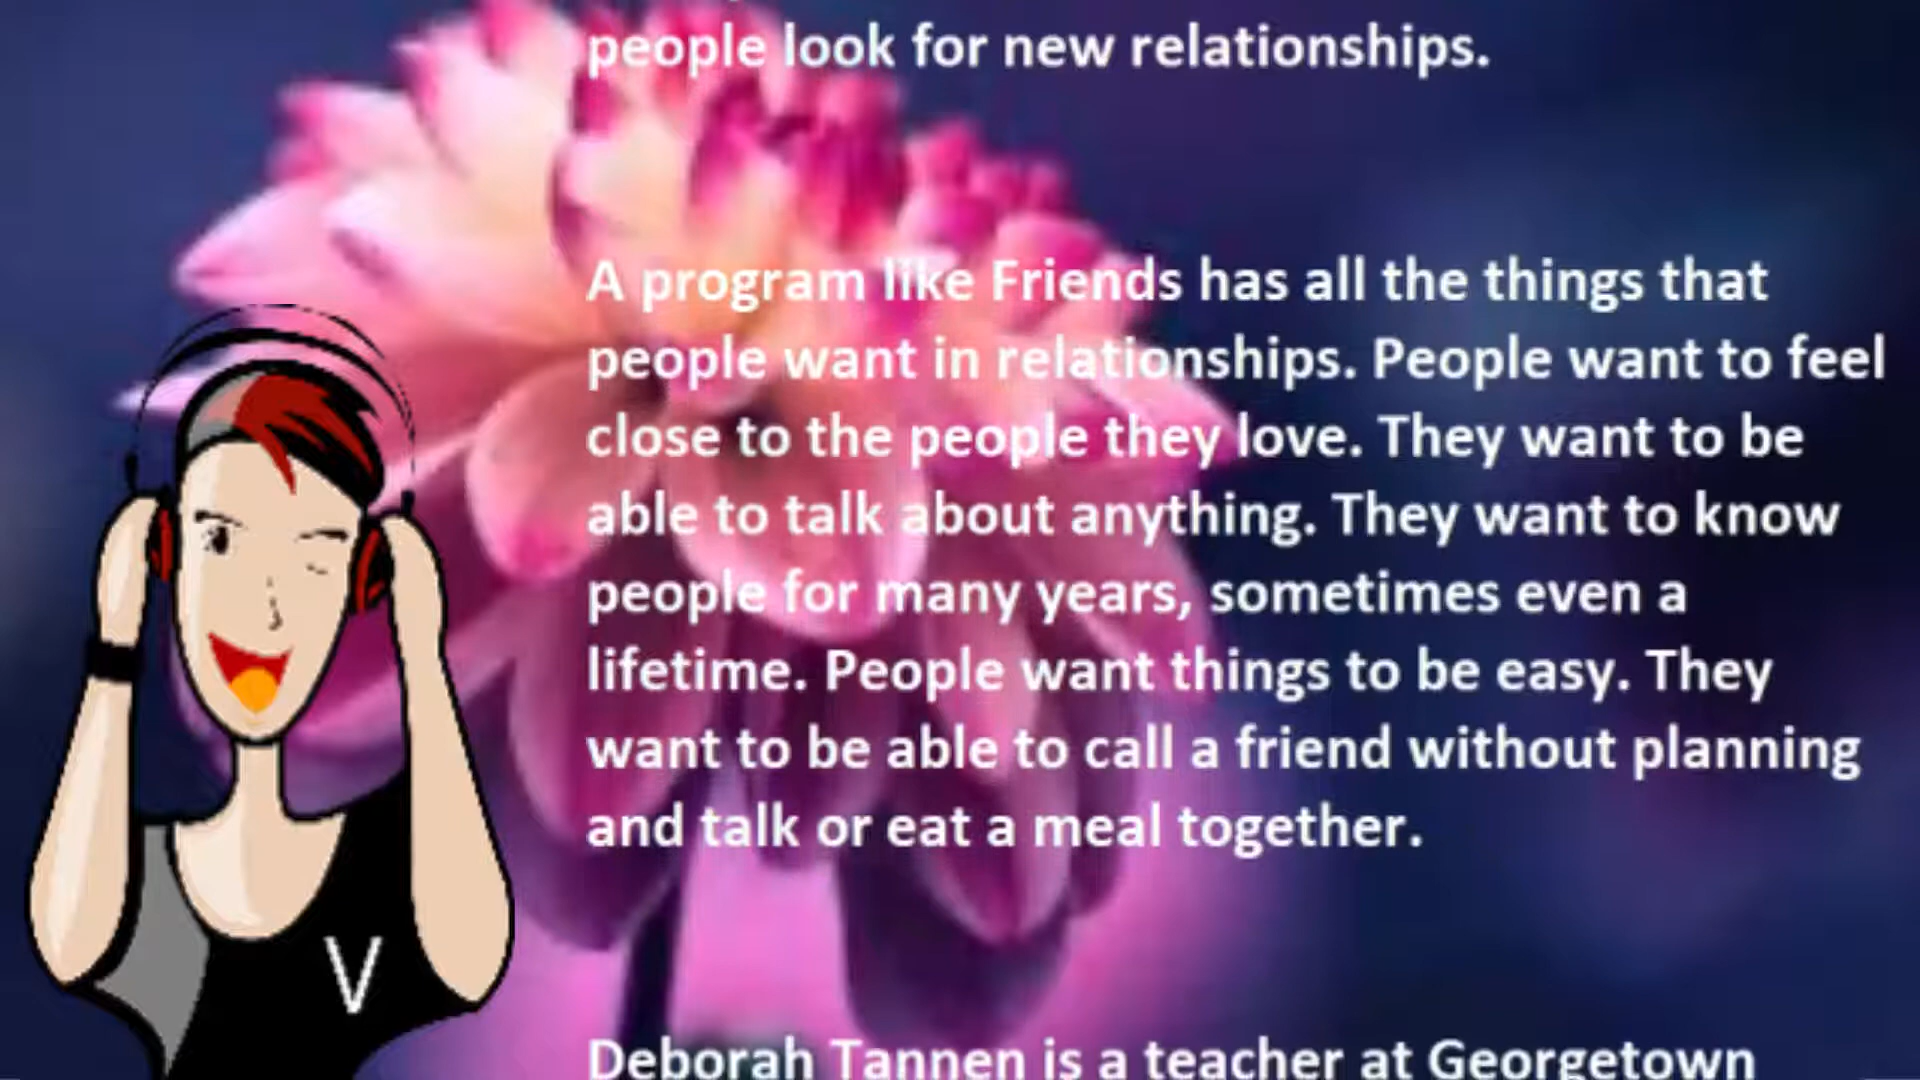 people look for new relationships.
A program like Friends has all the things that
people want in relationships. People want to feel
close to the people they love. They want to be
able to talk about anything. They want to know
people for many years, sometimes even a
lifetime. People want things to be easy. They
want to be able to call a friend without planning
and talk or eat a meal together.
V
Deborah Tannen is a teacher at Georgetown